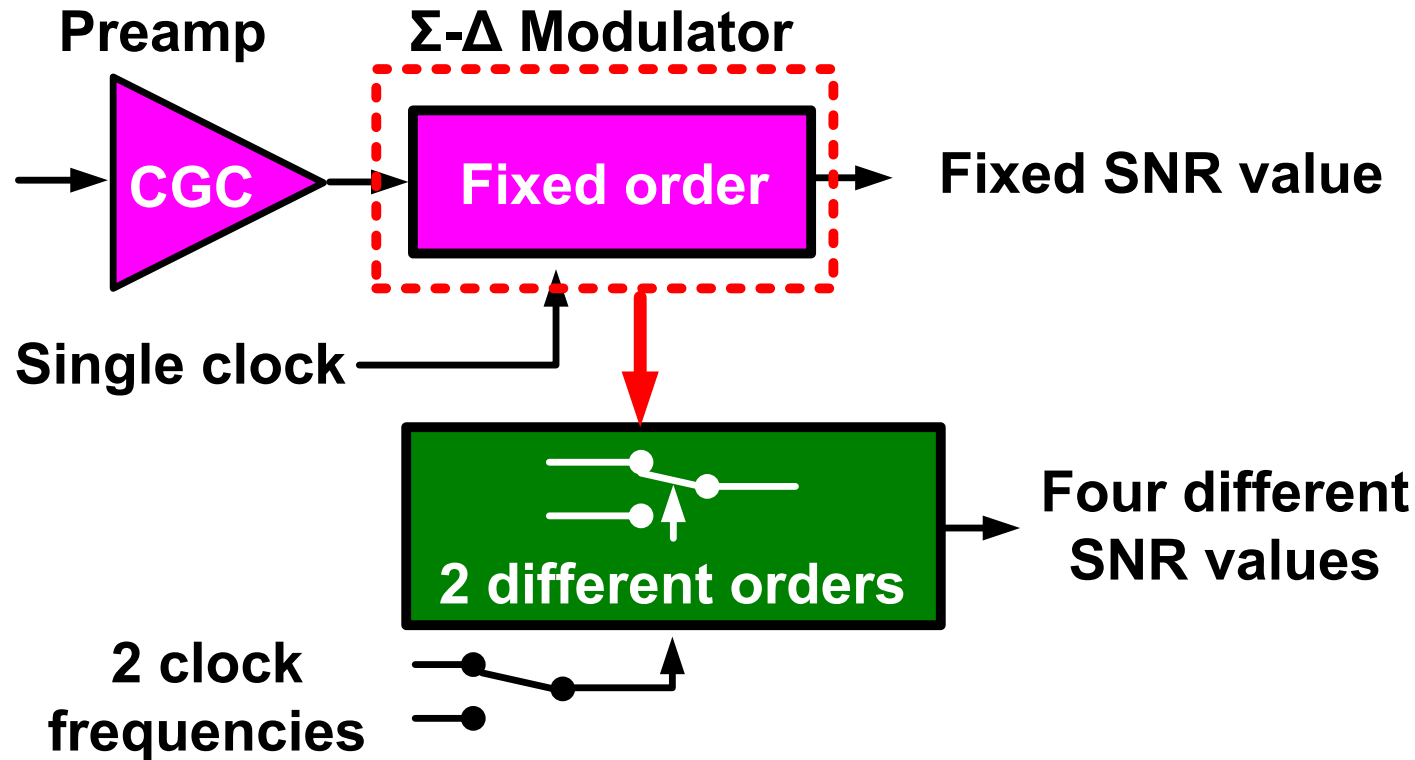 Preamp
Σ-Δ Modulator
CGC
Fixed order
Fixed SNR value
Single clock
2 different orders
Four different
SNR values
2 clock
frequencies